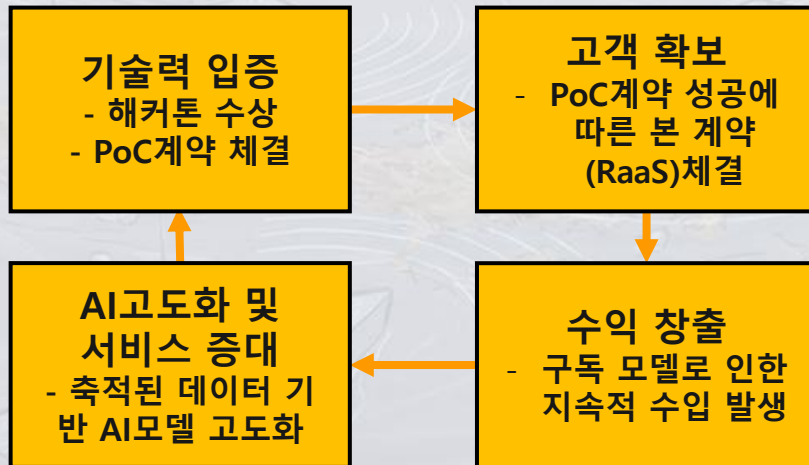 기술력 입증
- 해커톤 수상
- PoC계약 체결
고객 확보
- PoC계약 성공에
따른 본 계약
(RaaS)체결
AI고도화 및
서비스 증대
- 축적된 데이터 기
반 AI모델 고도화
수익 창출
- 구독 모델로 인한
지속적 수입 발생